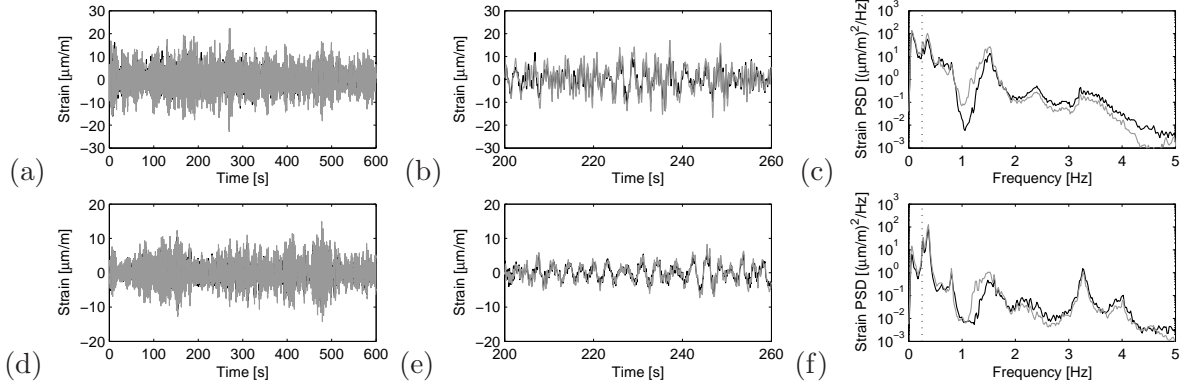 30
20
10
0
−10
−20
−30
0 100 200 300 400 500 600
Strain [μm/m]
Time [s]
(a)
30
20
10
0
−10
−20
−30
200 220 240 260
Strain [μm/m]
Time [s]
(b)
10^3
10^2
10^1
10^0
10^−1
10^−2
10^−3
0 1 2 3 4 5
Strain PSD [(μm/m)^2/Hz]
Frequency [Hz]
(c)
20
10
0
−10
−20
0 100 200 300 400 500 600
Strain [μm/m]
Time [s]
(d)
20
10
0
−10
−20
200 220 240 260
Strain [μm/m]
Time [s]
(e)
10^3
10^2
10^1
10^0
10^−1
10^−2
10^−3
0 1 2 3 4 5
Strain PSD [(μm/m)^2/Hz]
Frequency [Hz]
(f)